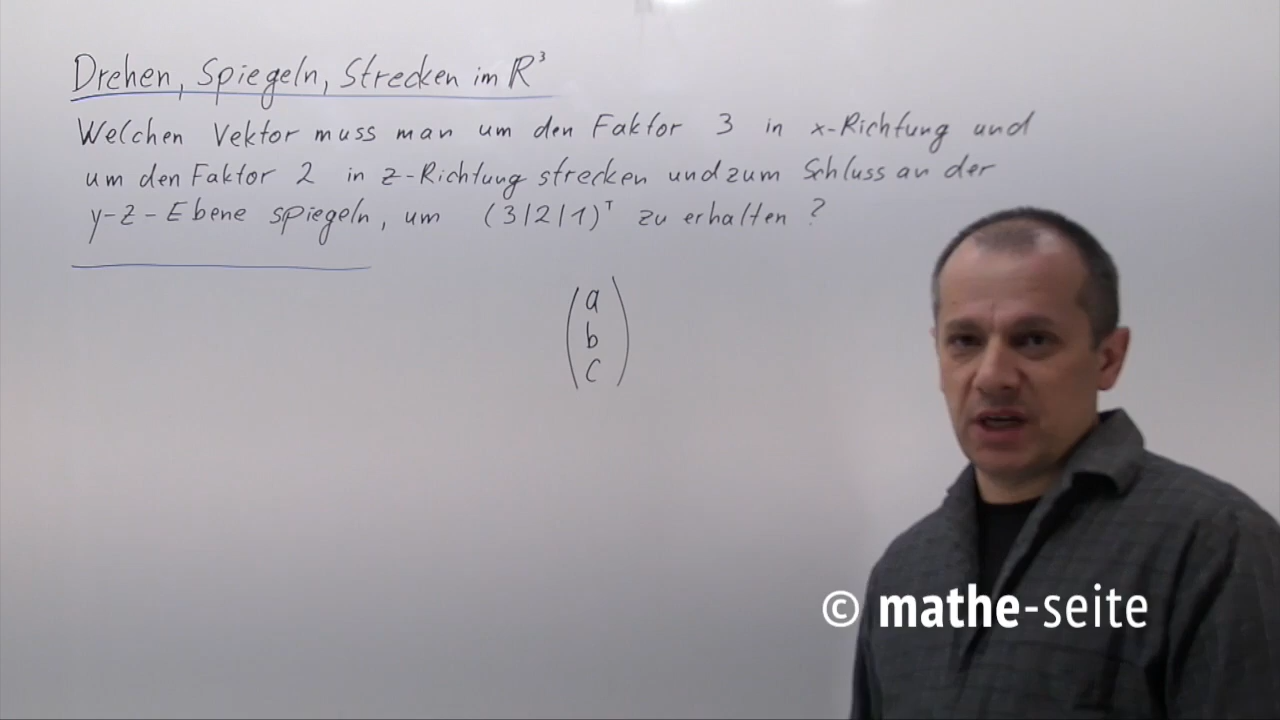 Drehen, Spiegeln, Strecken im ℝ³
Welchen Vektor muss man um den Faktor 3 in x-Richtung und
um den Faktor 2 in z-Richtung strecken und zum Schluss an der
y-z-Ebene spiegeln, um (3|2|1)ᵀ zu erhalten?
a
b
c
© mathe-seite